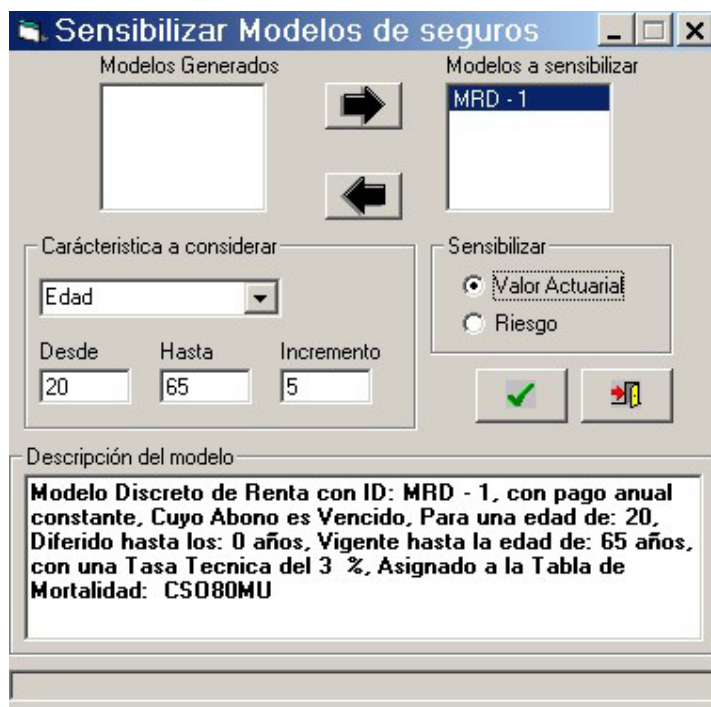 Sensibilizar Modelos de seguros
Modelos Generados
Modelos a sensibilizar
MRD - 1
Carácteristica a considerar
Edad
Desde Hasta Incremento
20 65 5
Sensibilizar
Valor Actuarial
Riesgo
Descripción del modelo
Modelo Discreto de Renta con ID: MRD - 1, con pago anual
constante, Cuyo Abono es Vencido, Para una edad de: 20,
Diferido hasta los: 0 años, Vigente hasta la edad de: 65 años,
con una Tasa Tecnica del 3 %, Asignado a la Tabla de
Mortalidad: CSO80MU